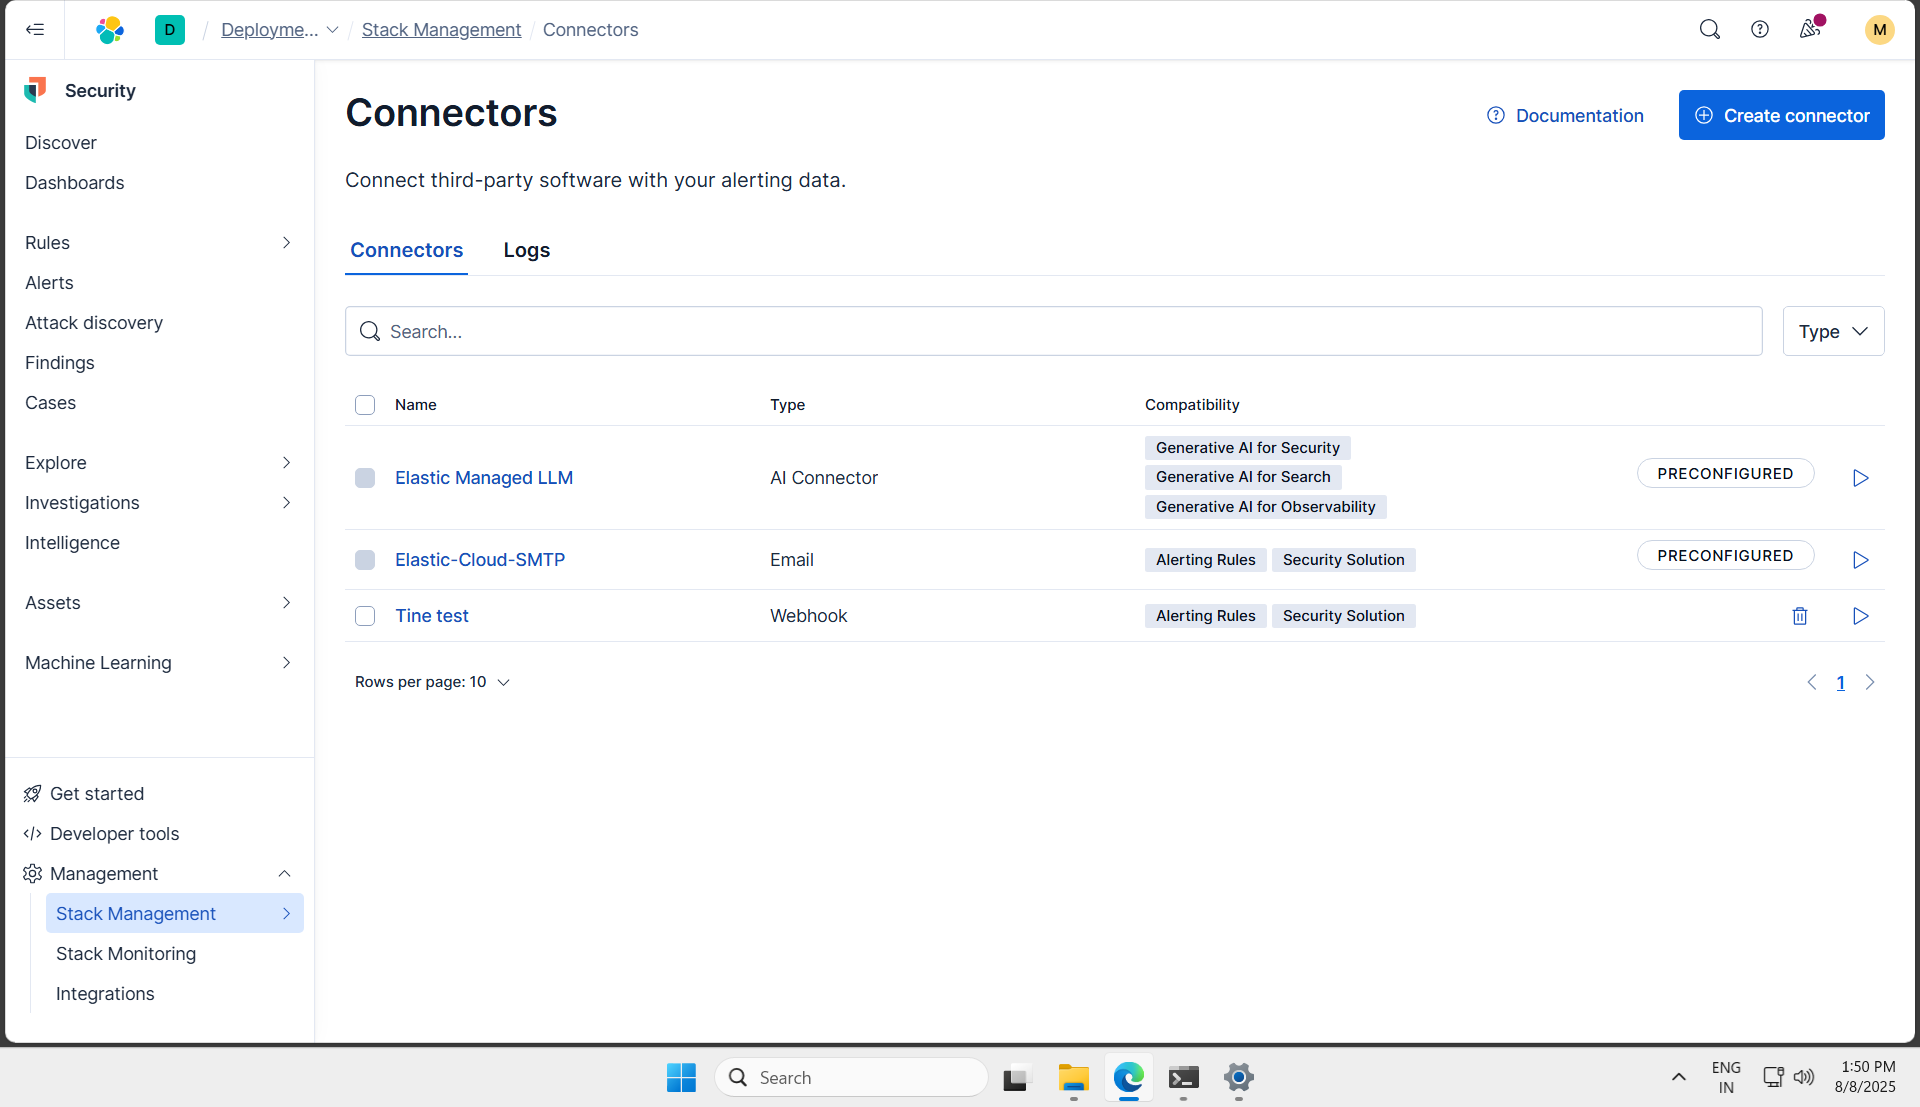 D / Deployme... / Stack Management / Connectors
M
Security
Discover
Dashboards
Rules
Alerts
Attack discovery
Findings
Cases
Explore
Investigations
Intelligence
Assets
Machine Learning
Get started
Developer tools
Management
Stack Management
Stack Monitoring
Integrations
Connectors
Documentation
Create connector
Connect third-party software with your alerting data.
Connectors Logs
Search...
Type
Name Type Compatibility
Elastic Managed LLM AI Connector Generative AI for Security
Generative AI for Search
Generative AI for Observability
PRECONFIGURED
Elastic-Cloud-SMTP Email Alerting Rules Security Solution PRECONFIGURED
Tine test Webhook Alerting Rules Security Solution
Rows per page: 10
1
Search
ENG
IN
1:50 PM
8/8/2025